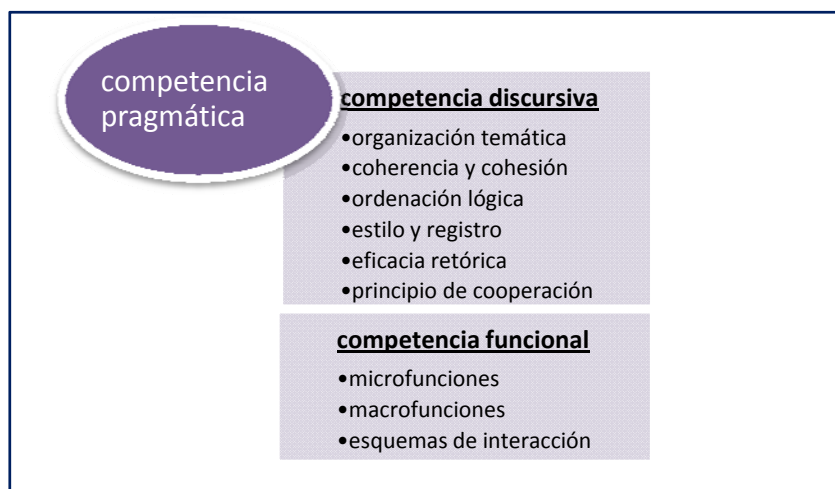 competencia
pragmática
competencia discursiva
•organización temática
•coherencia y cohesión
•ordenación lógica
•estilo y registro
•eficacia retórica
•principio de cooperación
competencia funcional
•microfunciones
•macrofunciones
•esquemas de interacción